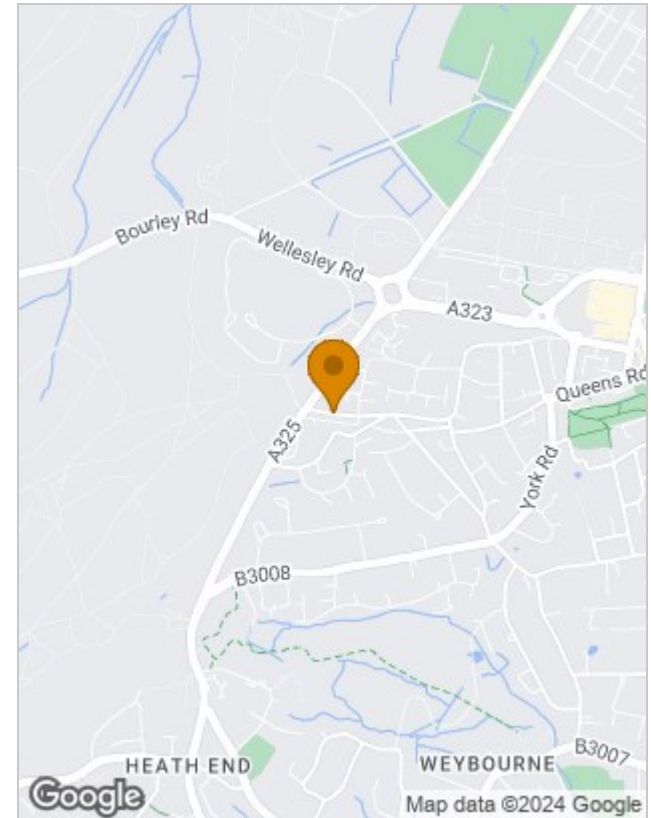 Bourley Rd
Wellesley Rd
A323
Queens Rd
A325
York Rd
B3008
HEATH END
WEYBOURNE
B3007
Google
Map data ©2024 Google